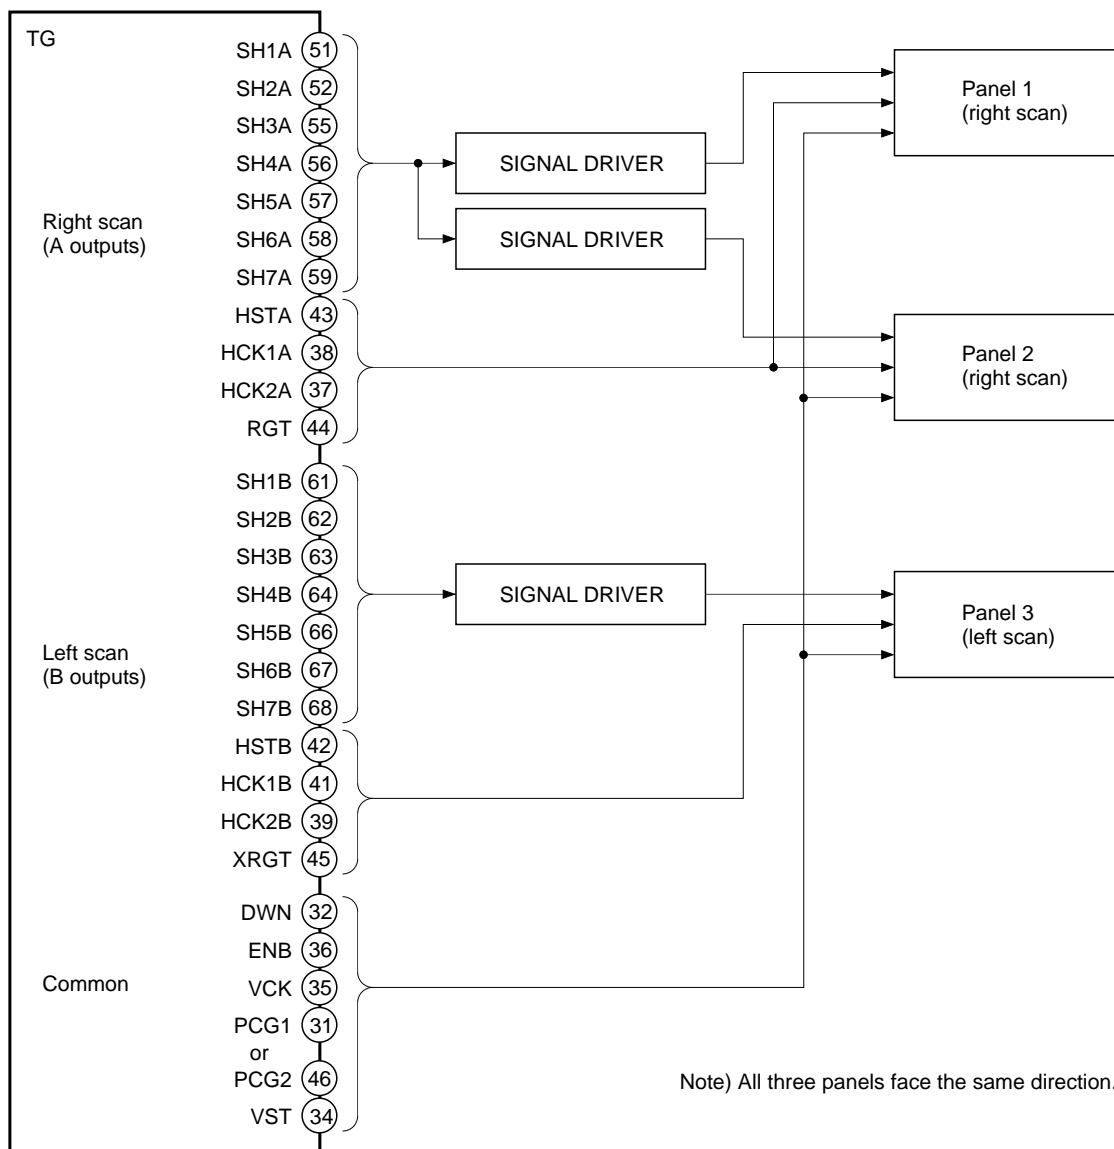 TG
SH1A 51
SH2A 52
SH3A 55
SH4A 56
SH5A 57
SH6A 58
SH7A 59
Right scan
(A outputs)
HSTA 43
HCK1A 38
HCK2A 37
RGT 44
SH1B 61
SH2B 62
SH3B 63
SH4B 64
SH5B 66
SH6B 67
SH7B 68
Left scan
(B outputs)
HSTB 42
HCK1B 41
HCK2B 39
XRGT 45
DWN 32
ENB 36
VCK 35
PCG1 31
or
PCG2 46
VST 34
Common
SIGNAL DRIVER
SIGNAL DRIVER
SIGNAL DRIVER
Panel 1
(right scan)
Panel 2
(right scan)
Panel 3
(left scan)
Note) All three panels face the same direction.